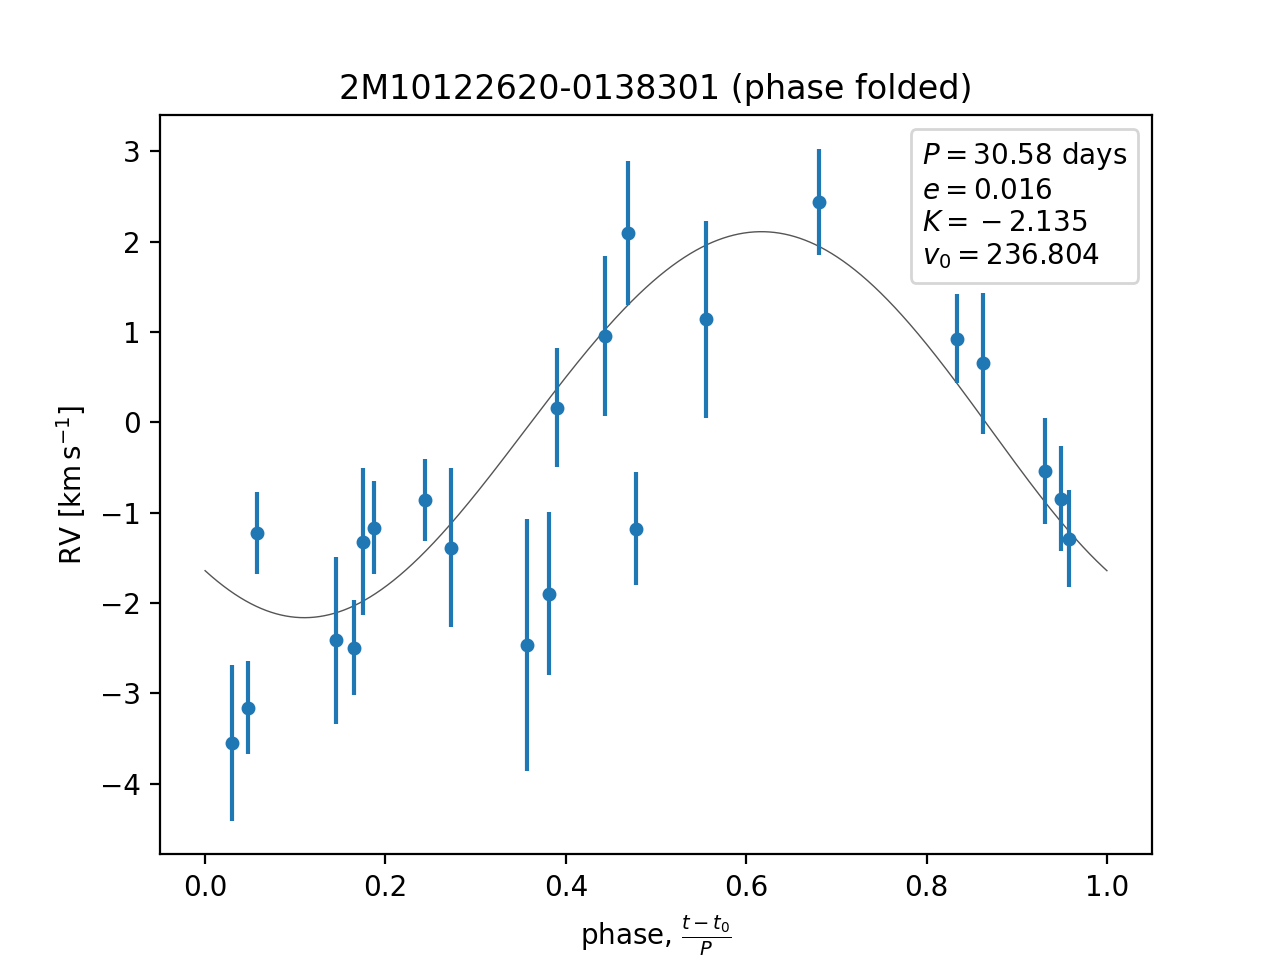 2M10122620-0138301 (phase folded)
P = 30.58 days
e = 0.016
K = −2.135
v₀ = 236.804
3
2
1
0
−1
−2
−3
−4
RV [km s⁻¹]
0.0 0.2 0.4 0.6 0.8 1.0
phase, (t − t₀)/P